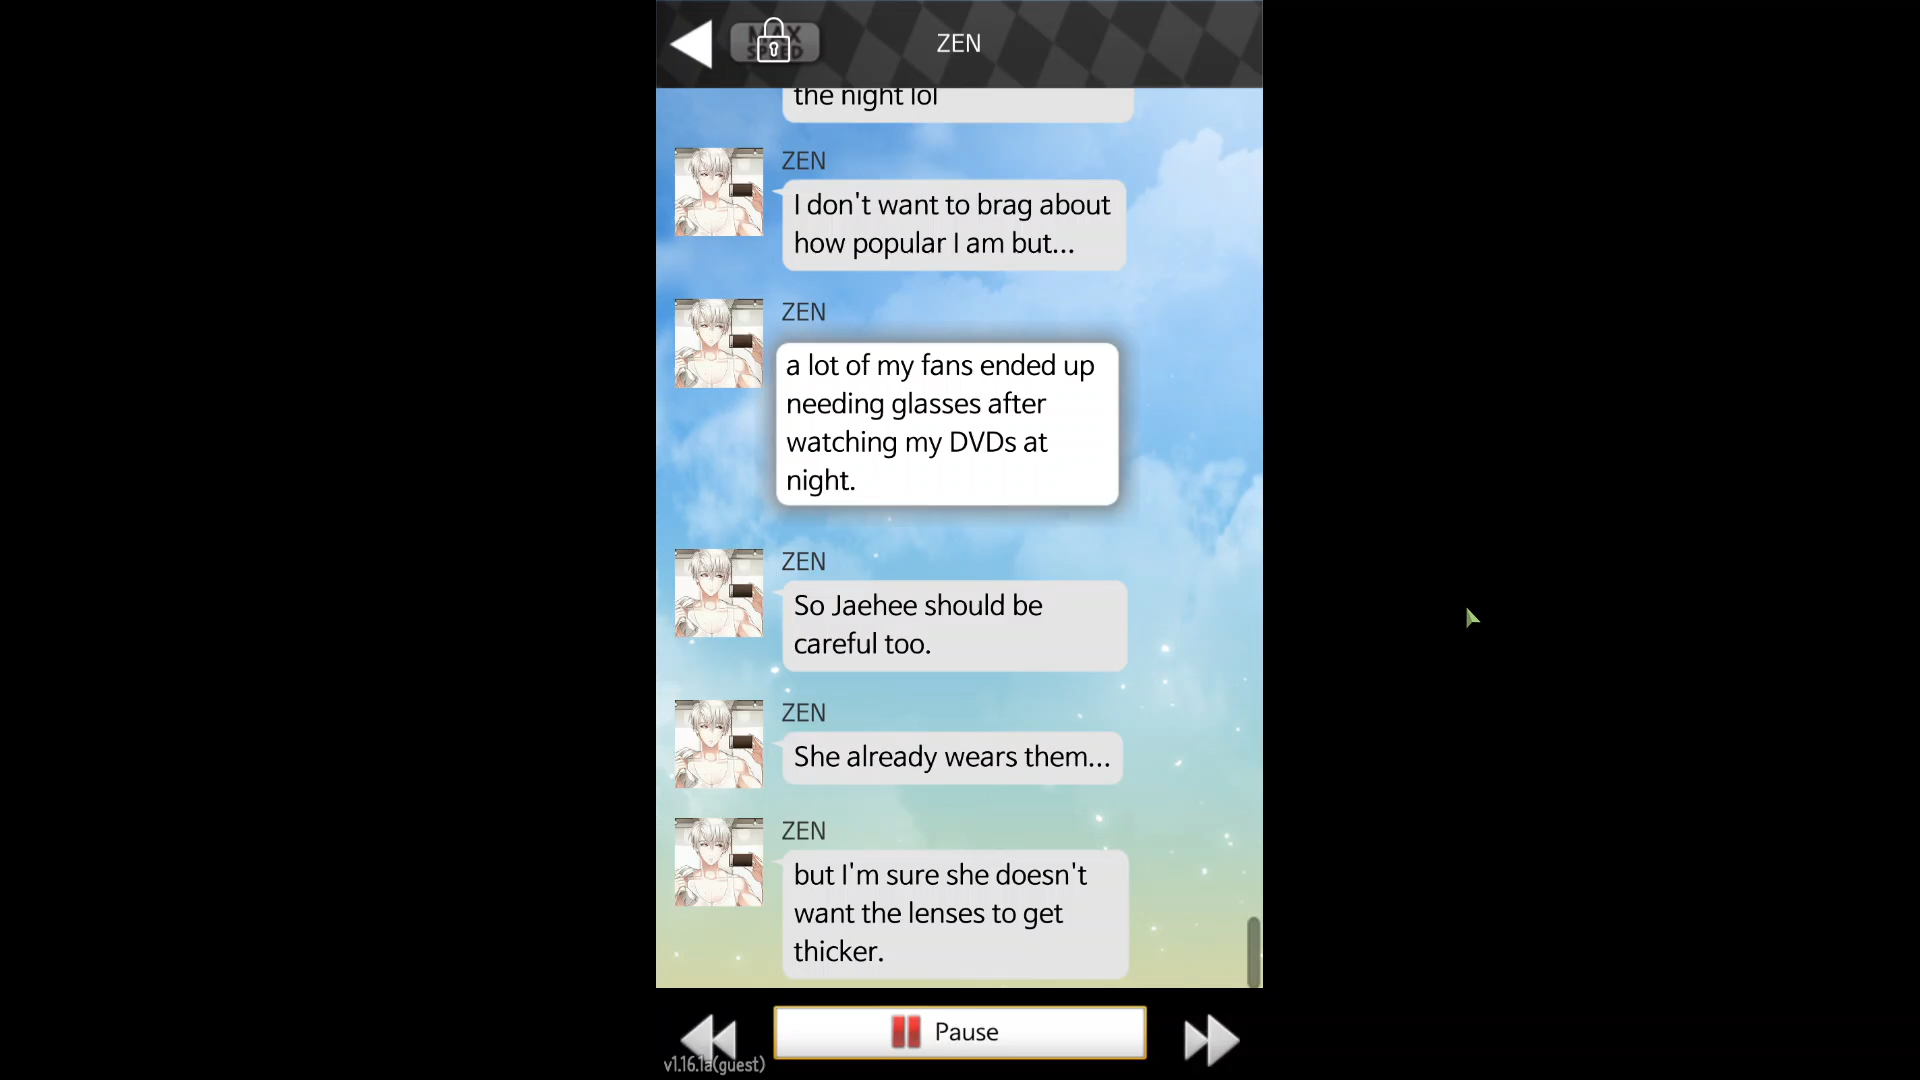 MAX
SPEED
ZEN
the night lol
ZEN
I don't want to brag about
how popular I am but...
ZEN
a lot of my fans ended up
needing glasses after
watching my DVDs at
night.
ZEN
So Jaehee should be
careful too.
ZEN
She already wears them...
ZEN
but I'm sure she doesn't
want the lenses to get
thicker.
Pause
v1.16.1a(guest)